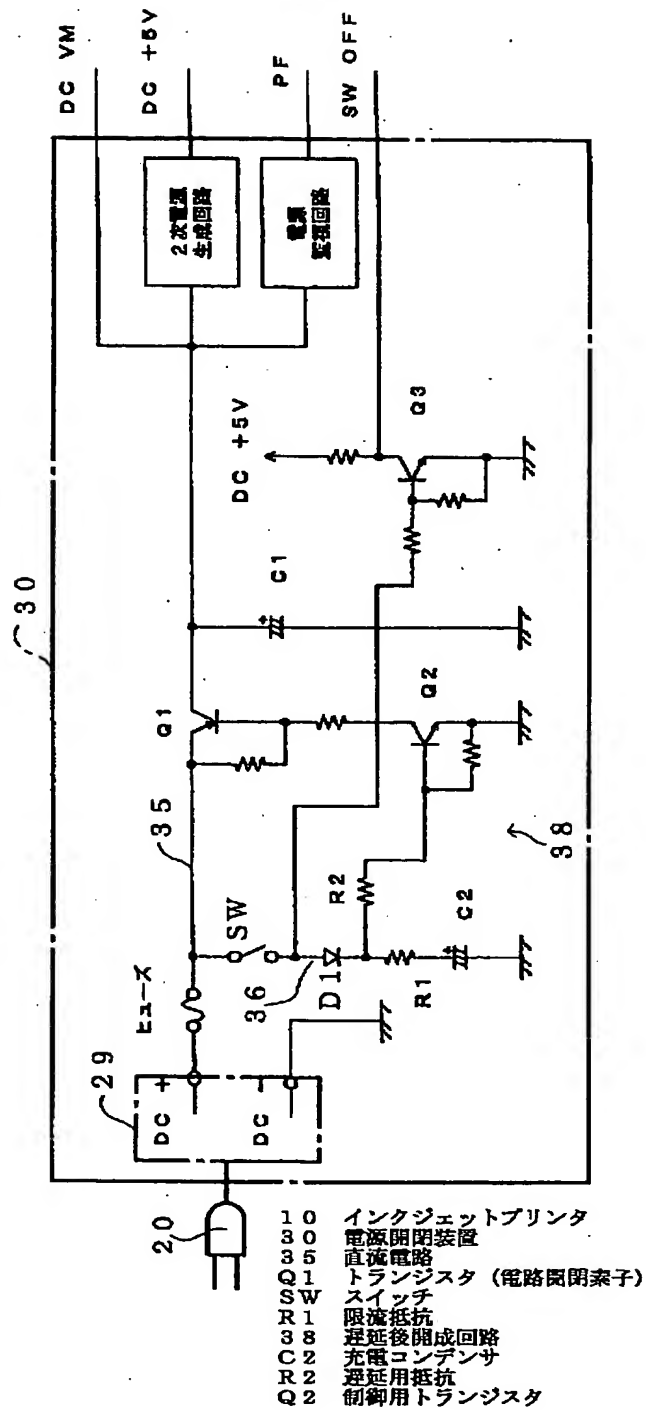 30
DC VM
DC +5V
PF
SW OFF
2次電源
生成回路
電源
監視回路
DC +5V
Q3
C1
Q1
Q2
35
SW
36
D1
R2
R1
C2
38
ヒューズ
29
DC +
DC -
20
10 インクジェットプリンタ
30 電源開閉装置
35 直流電路
Q1 トランジスタ (電路開閉素子)
SW スイッチ
R1 限流抵抗
38 遅延後開成回路
C2 充電コンデンサ
R2 遅延用抵抗
Q2 制御用トランジスタ